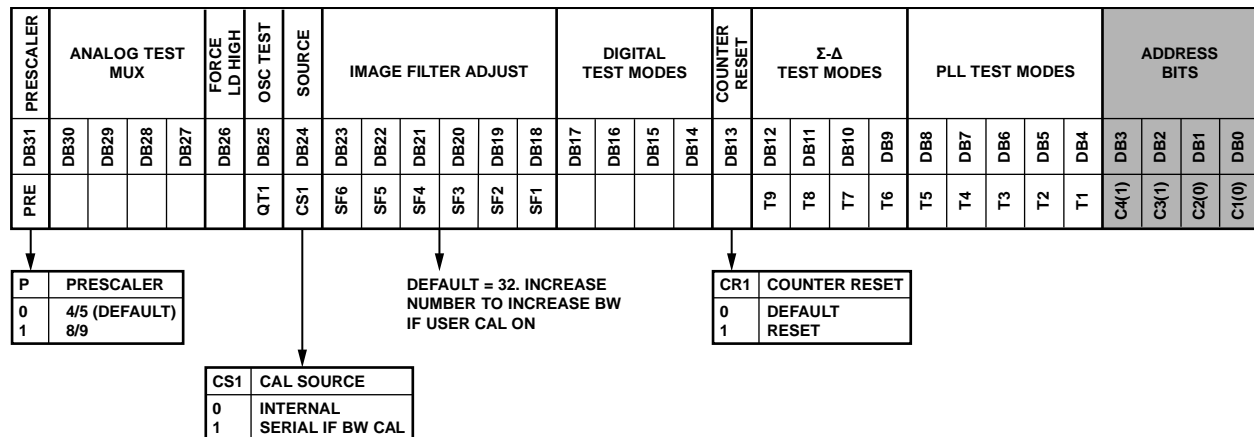 PRESCALER
ANALOG TEST
MUX
FORCE
LD HIGH
OSC TEST
SOURCE
IMAGE FILTER ADJUST
DIGITAL
TEST MODES
COUNTER
RESET
Σ-Δ
TEST MODES
PLL TEST MODES
ADDRESS
BITS
DB31 DB30 DB29 DB28 DB27 DB26 DB25 DB24 DB23 DB22 DB21 DB20 DB19 DB18 DB17 DB16 DB15 DB14 DB13 DB12 DB11 DB10 DB9 DB8 DB7 DB6 DB5 DB4 DB3 DB2 DB1 DB0
PRE QT1 CS1 SF6 SF5 SF4 SF3 SF2 SF1 T9 T8 T7 T6 T5 T4 T3 T2 T1 C4(1) C3(1) C2(0) C1(0)
P PRESCALER
0 4/5 (DEFAULT)
1 8/9
DEFAULT = 32. INCREASE
NUMBER TO INCREASE BW
IF USER CAL ON
CR1 COUNTER RESET
0 DEFAULT
1 RESET
CS1 CAL SOURCE
0 INTERNAL
1 SERIAL IF BW CAL